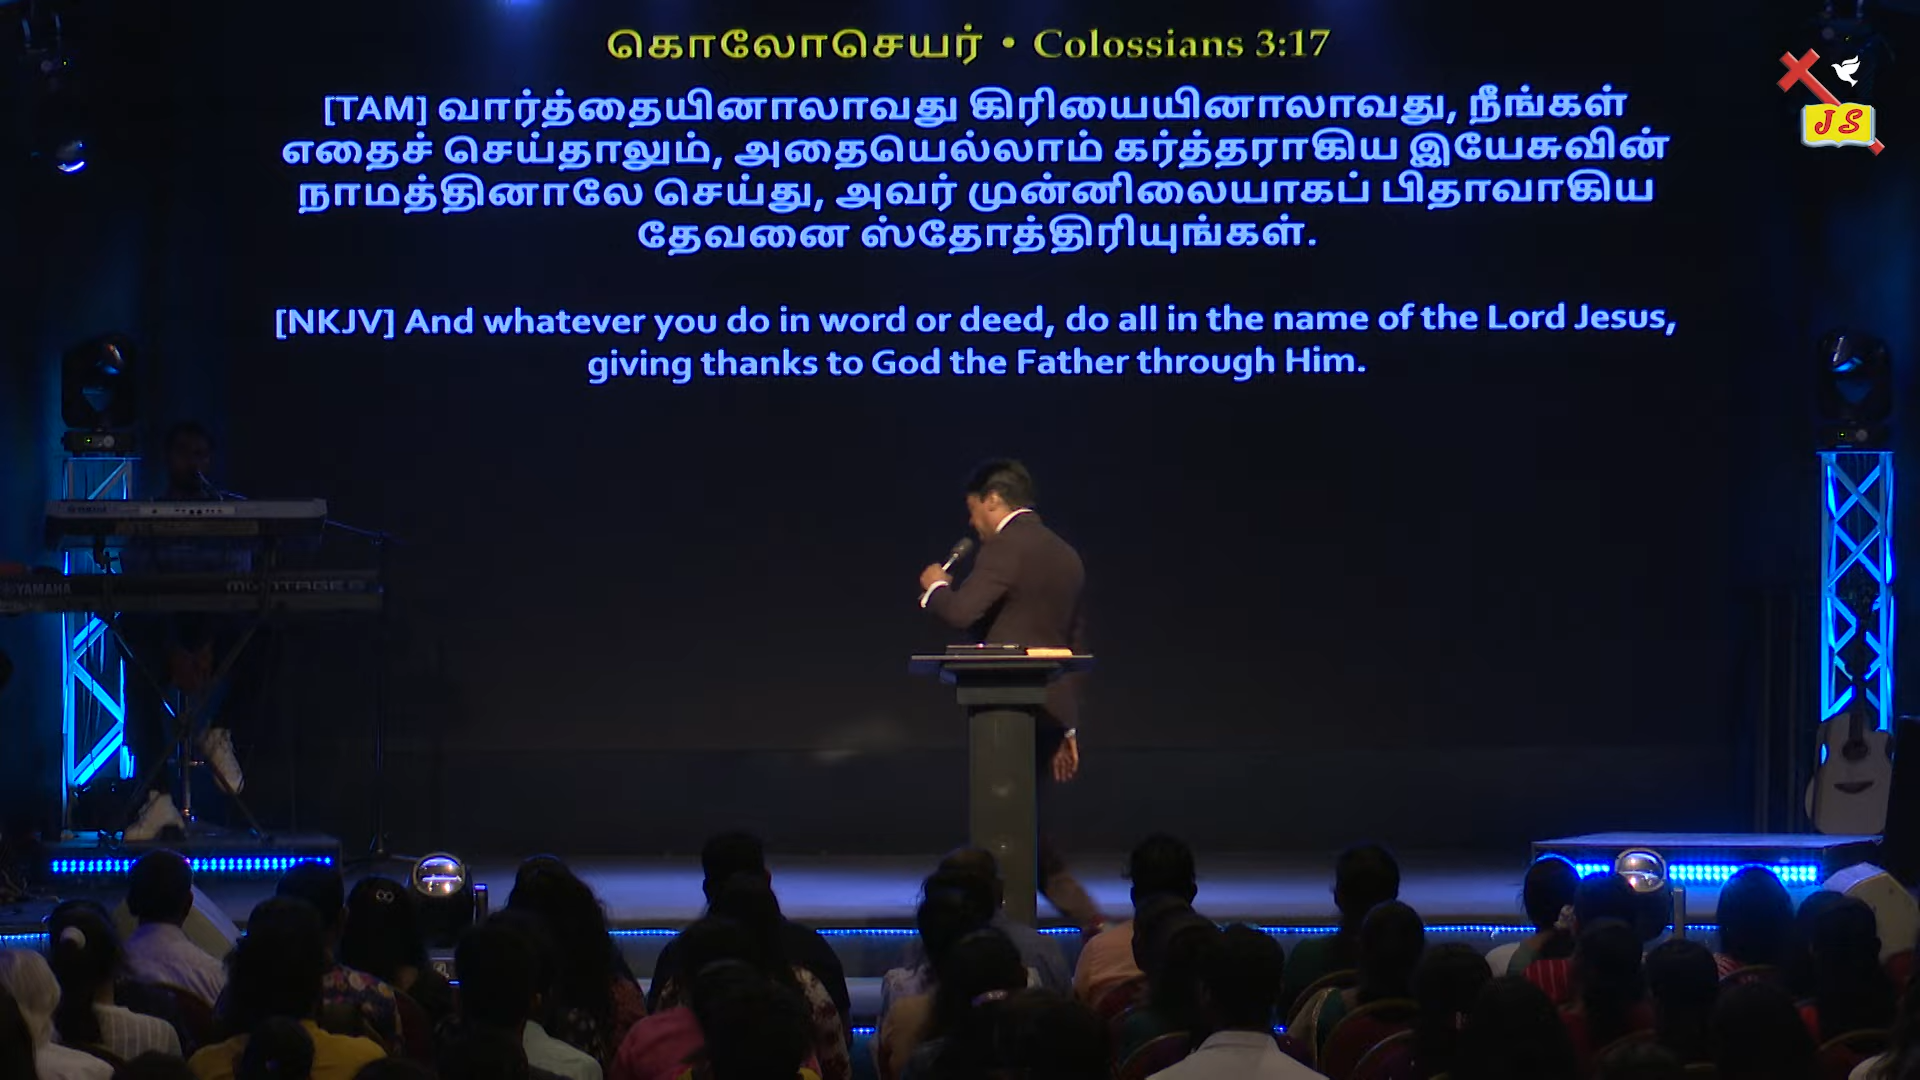 கொலோசெயர் • Colossians 3:17
[TAM] வார்த்தையினாலாவது கிரியையினாலாவது, நீங்கள்
எதைச் செய்தாலும், அதையெல்லாம் கர்த்தராகிய இயேசுவின்
நாமத்தினாலே செய்து, அவர் முன்னிலையாகப் பிதாவாகிய
தேவனை ஸ்தோத்திரியுங்கள்.
[NKJV] And whatever you do in word or deed, do all in the name of the Lord Jesus,
giving thanks to God the Father through Him.
JS
YAMAHA
MONTAGE